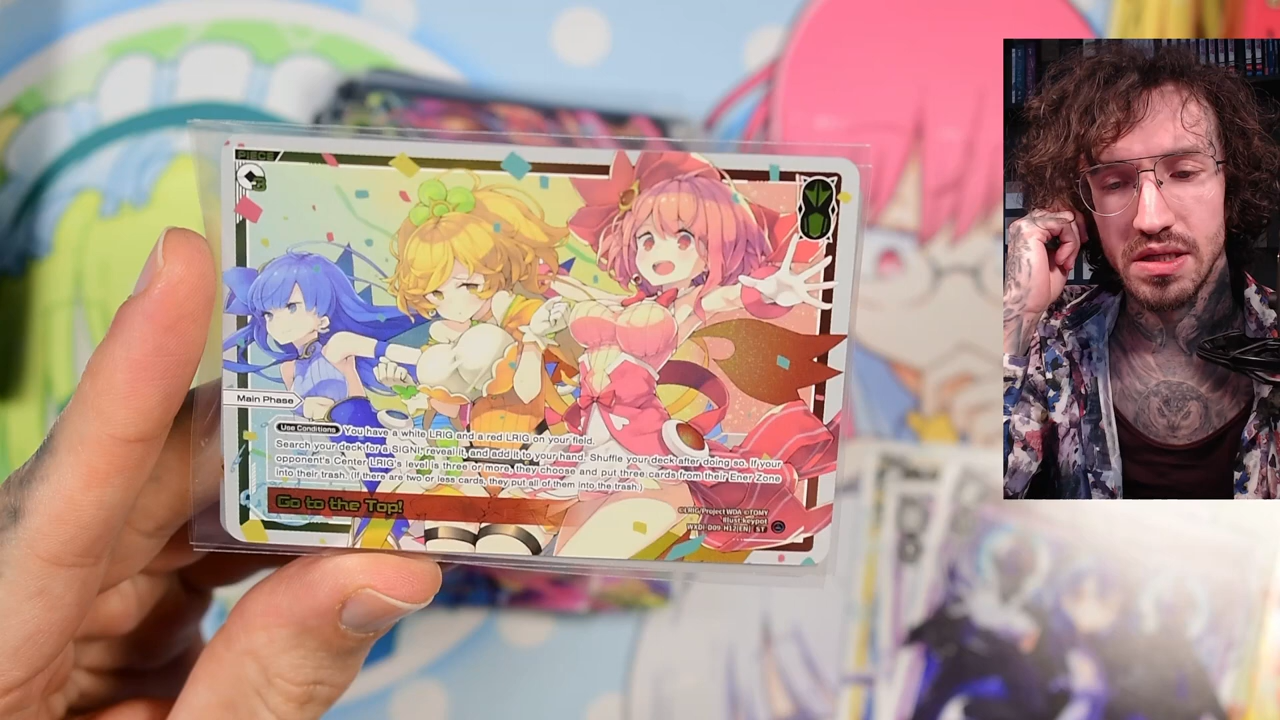 PIECE
Main Phase
Use Conditions You have a white LRIG and a red LRIG on your field.
Search your deck for a SIGNI, reveal it, and add it to your hand. Shuffle your deck after doing so. If your
opponent's Center LRIG's level is three or more, they choose and put three cards from their Ener Zone
into their trash. (If there are two or less cards, they put all of them into the trash.)
Go to the Top!
©LRIG/Project WDA ©TOMY
Illust keypot
WXDi-D09-H12[EN] ST